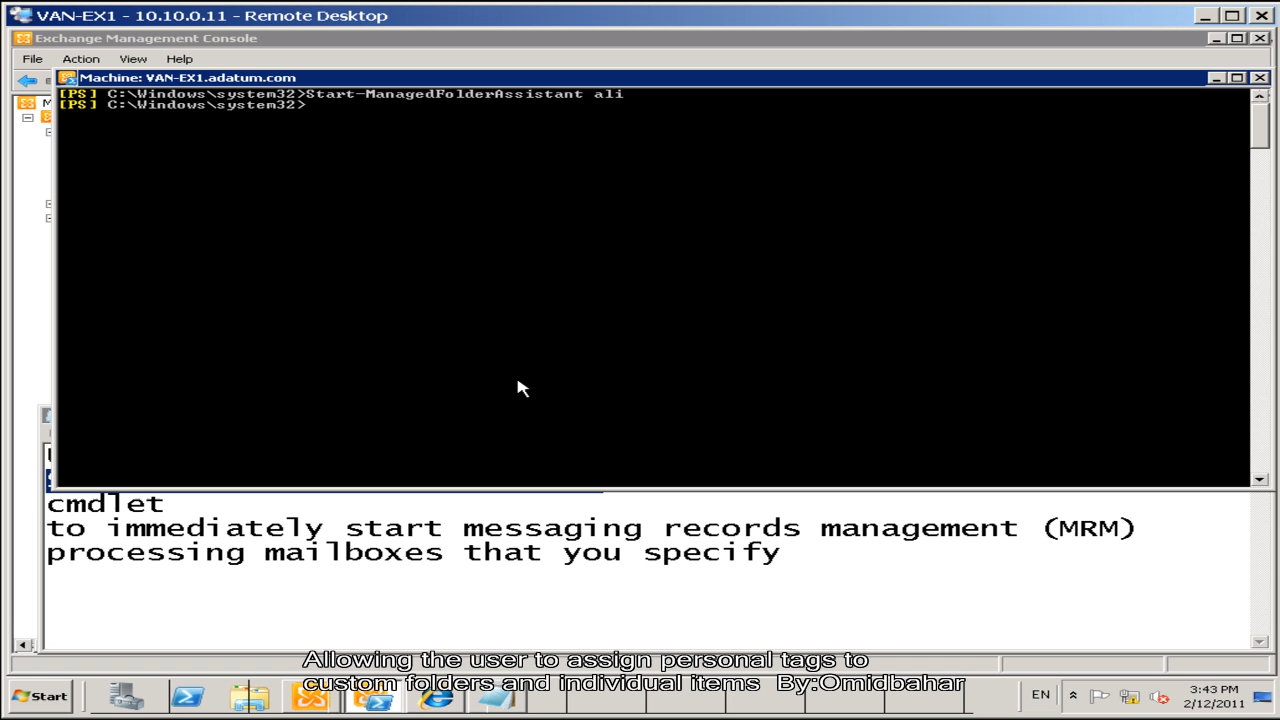 VAN-EX1 - 10.10.0.11 - Remote Desktop
Exchange Management Console
File Action View Help
Machine: VAN-EX1.adatum.com
[PS] C:\Windows\system32>Start-ManagedFolderAssistant ali
[PS] C:\Windows\system32>
cmdlet
to immediately start messaging records management (MRM)
processing mailboxes that you specify
Allowing the user to assign personal tags to
custom folders and individual items By:Omidbahar
Start
EN
3:43 PM
2/12/2011